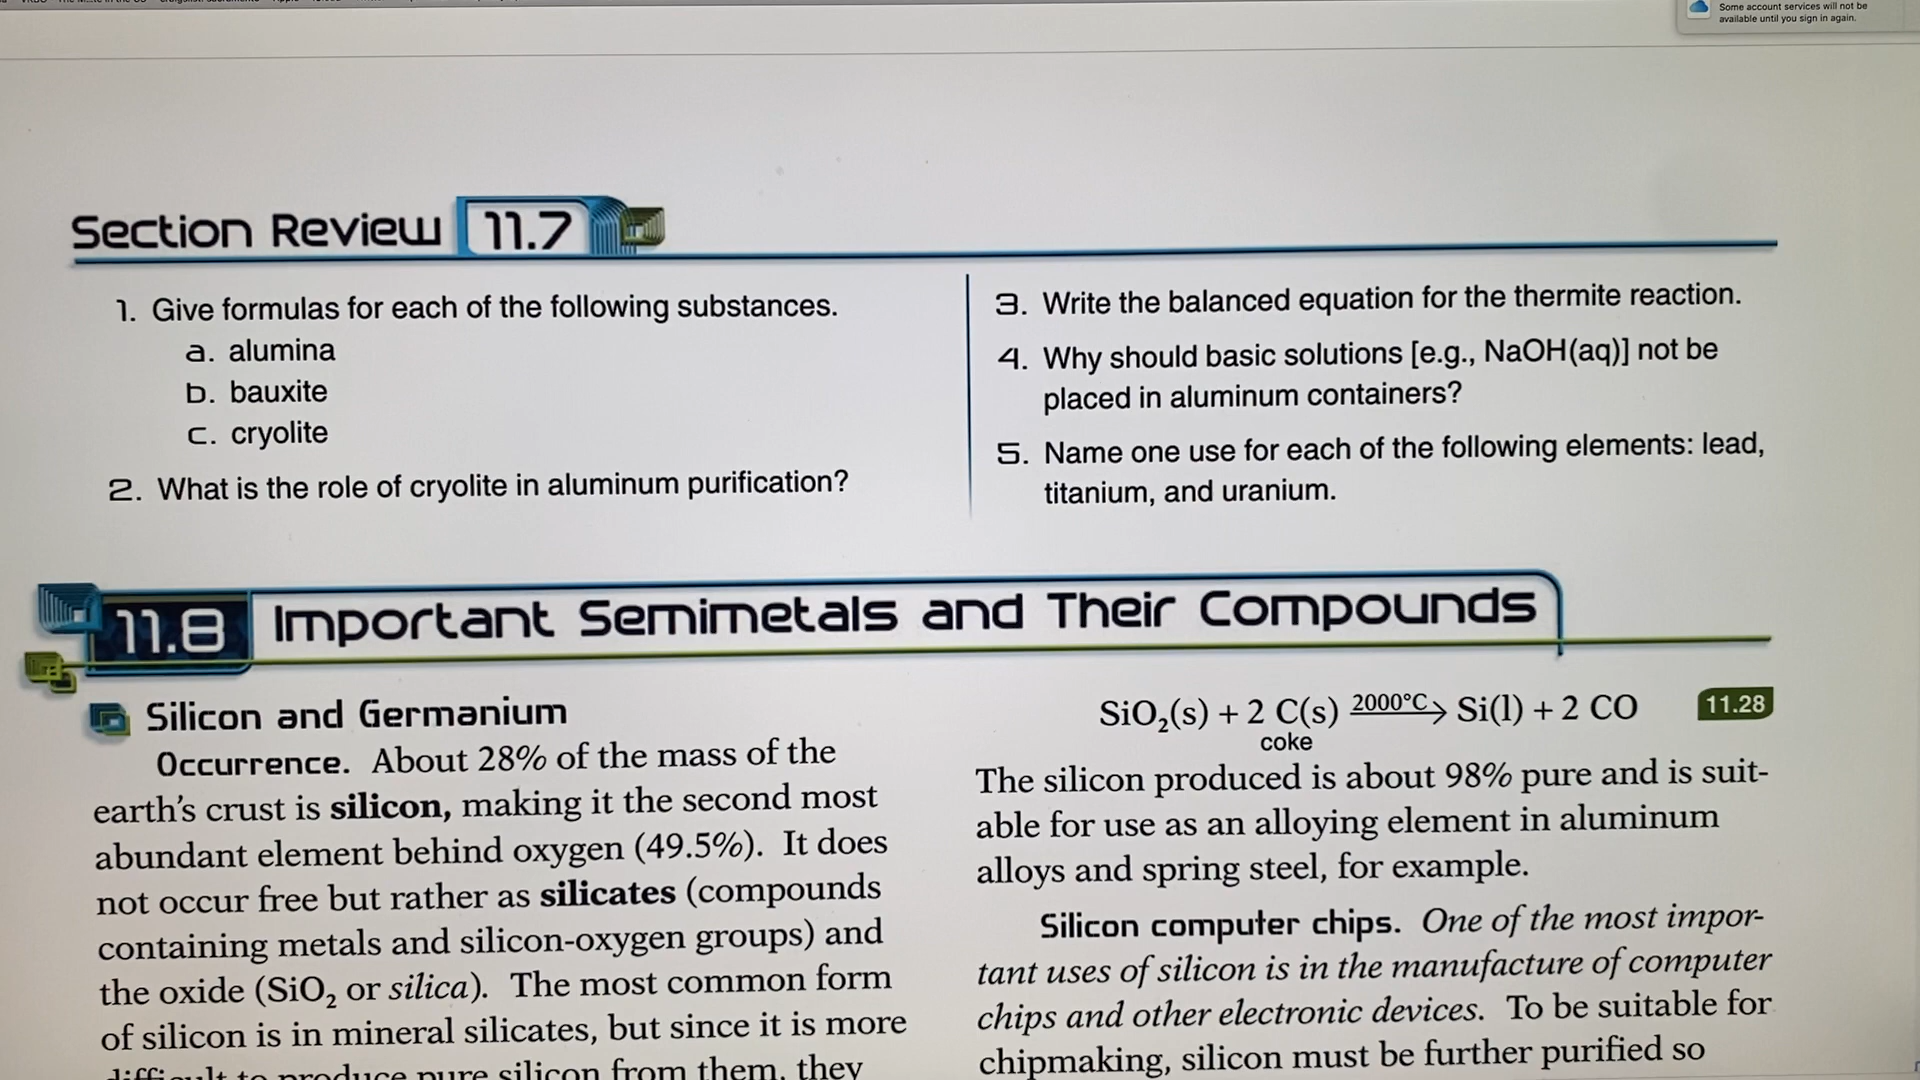 Some account services will not be
available until you sign in again.
Section Review 11.7
1. Give formulas for each of the following substances.
a. alumina
b. bauxite
c. cryolite
2. What is the role of cryolite in aluminum purification?
3. Write the balanced equation for the thermite reaction.
4. Why should basic solutions [e.g., NaOH(aq)] not be
placed in aluminum containers?
5. Name one use for each of the following elements: lead,
titanium, and uranium.
11.8 Important Semimetals and Their Compounds
Silicon and Germanium
Occurrence. About 28% of the mass of the
earth's crust is silicon, making it the second most
abundant element behind oxygen (49.5%). It does
not occur free but rather as silicates (compounds
containing metals and silicon-oxygen groups) and
the oxide (SiO₂ or silica). The most common form
of silicon is in mineral silicates, but since it is more
difficult to produce pure silicon from them, they
SiO₂(s) + 2 C(s) 2000°C→ Si(l) + 2 CO 11.28
coke
The silicon produced is about 98% pure and is suit-
able for use as an alloying element in aluminum
alloys and spring steel, for example.
Silicon computer chips. One of the most impor-
tant uses of silicon is in the manufacture of computer
chips and other electronic devices. To be suitable for
chipmaking, silicon must be further purified so